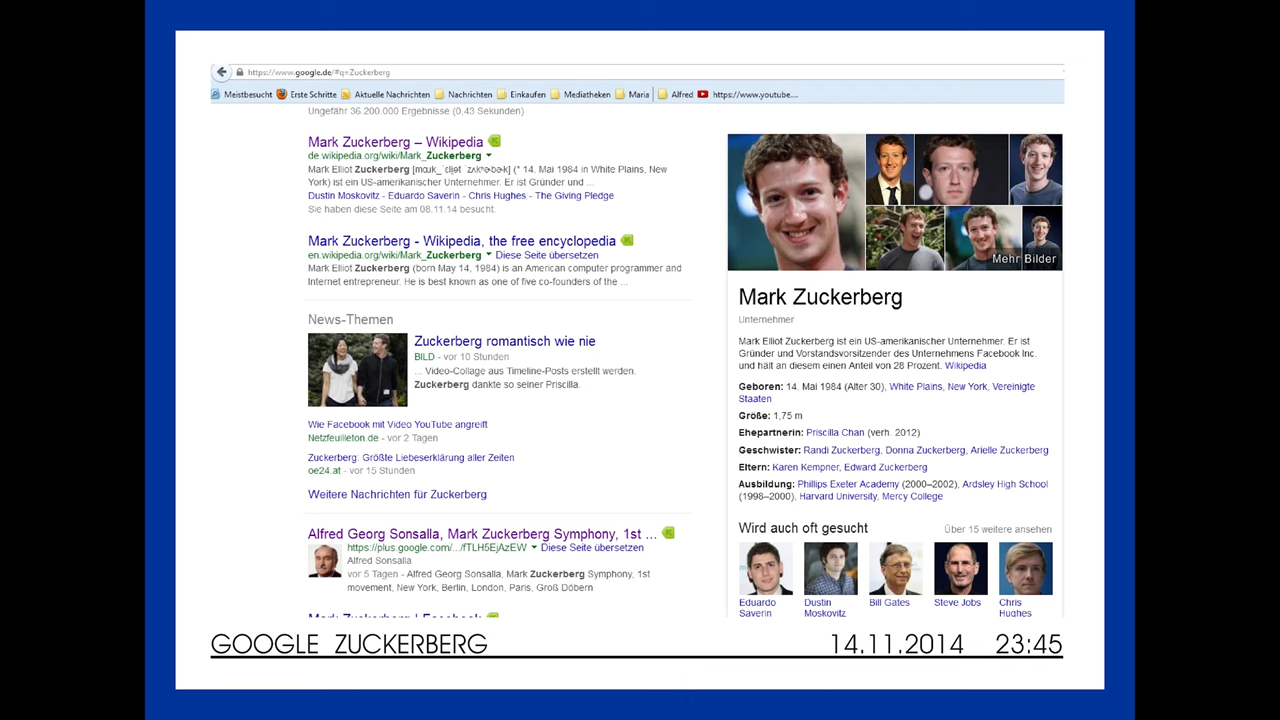 https://www.google.de/#q=Zuckerberg
Meistbesucht Erste Schritte Aktuelle Nachrichten Nachrichten Einkaufen Mediatheken Maria Alfred https://www.youtube....
Ungefähr 36.200.000 Ergebnisse (0,43 Sekunden)
Mark Zuckerberg – Wikipedia
de.wikipedia.org/wiki/Mark_Zuckerberg
Mark Elliot Zuckerberg (* 14. Mai 1984 in White Plains, New
York) ist ein US-amerikanischer Unternehmer. Er ist Gründer und ...
Dustin Moskovitz - Eduardo Saverin - Chris Hughes - The Giving Pledge
Sie haben diese Seite am 08.11.14 besucht.
Mark Zuckerberg - Wikipedia, the free encyclopedia
en.wikipedia.org/wiki/Mark_Zuckerberg Diese Seite übersetzen
Mark Elliot Zuckerberg (born May 14, 1984) is an American computer programmer and
Internet entrepreneur. He is best known as one of five co-founders of the ...
News-Themen
Zuckerberg romantisch wie nie
BILD - vor 10 Stunden
... Video-Collage aus Timeline-Posts erstellt werden.
Zuckerberg dankte so seiner Priscilla.
Wie Facebook mit Video YouTube angreift
Netzfeuilleton.de - vor 2 Tagen
Zuckerberg: Größte Liebeserklärung aller Zeiten
oe24.at - vor 15 Stunden
Weitere Nachrichten für Zuckerberg
Alfred Georg Sonsalla, Mark Zuckerberg Symphony, 1st ...
https://plus.google.com/.../fTLH5EjAzEW Diese Seite übersetzen
Alfred Sonsalla
vor 5 Tagen - Alfred Georg Sonsalla, Mark Zuckerberg Symphony, 1st
movement, New York, Berlin, London, Paris, Groß Döbern
Mark Zuckerberg | Facebook
Mehr Bilder
Mark Zuckerberg
Unternehmer
Mark Elliot Zuckerberg ist ein US-amerikanischer Unternehmer. Er ist
Gründer und Vorstandsvorsitzender des Unternehmens Facebook Inc.
und hält an diesem einen Anteil von 28 Prozent. Wikipedia
Geboren: 14. Mai 1984 (Alter 30), White Plains, New York, Vereinigte
Staaten
Größe: 1,75 m
Ehepartnerin: Priscilla Chan (verh. 2012)
Geschwister: Randi Zuckerberg, Donna Zuckerberg, Arielle Zuckerberg
Eltern: Karen Kempner, Edward Zuckerberg
Ausbildung: Phillips Exeter Academy (2000–2002), Ardsley High School
(1998–2000), Harvard University, Mercy College
Wird auch oft gesucht Über 15 weitere ansehen
Eduardo Saverin
Dustin Moskovitz
Bill Gates
Steve Jobs
Chris Hughes
GOOGLE ZUCKERBERG 14.11.2014 23:45